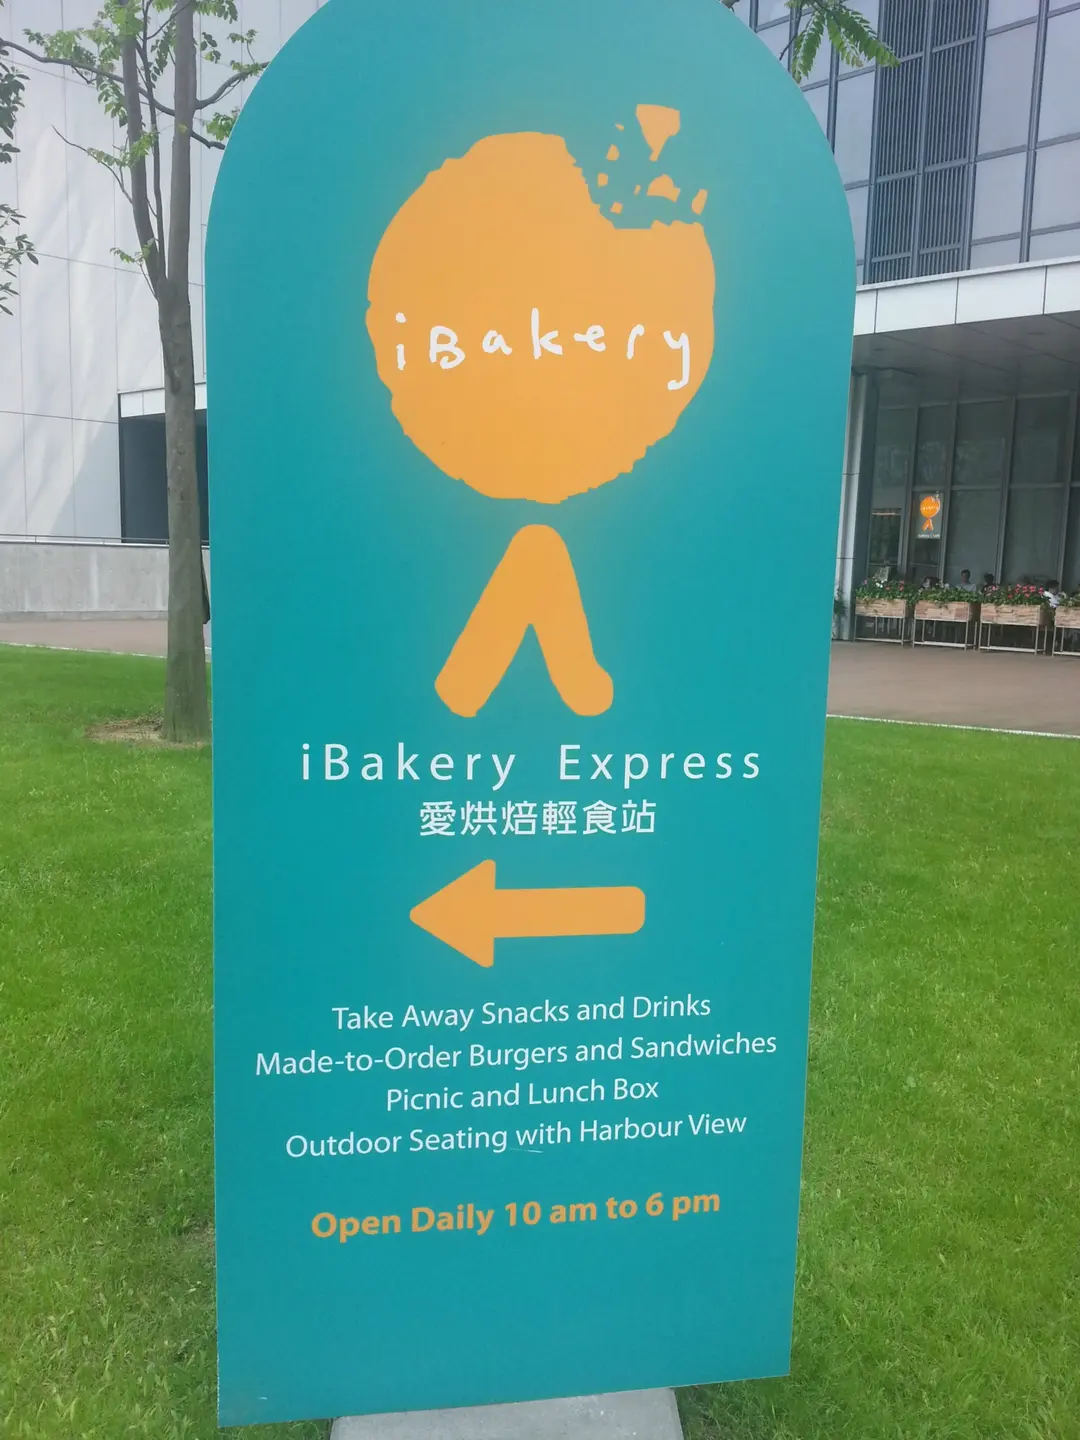 iBakery
iBakery Express
愛烘焙輕食站
Take Away Snacks and Drinks
Made-to-Order Burgers and Sandwiches
Picnic and Lunch Box
Outdoor Seating with Harbour View
Open Daily 10 am to 6 pm